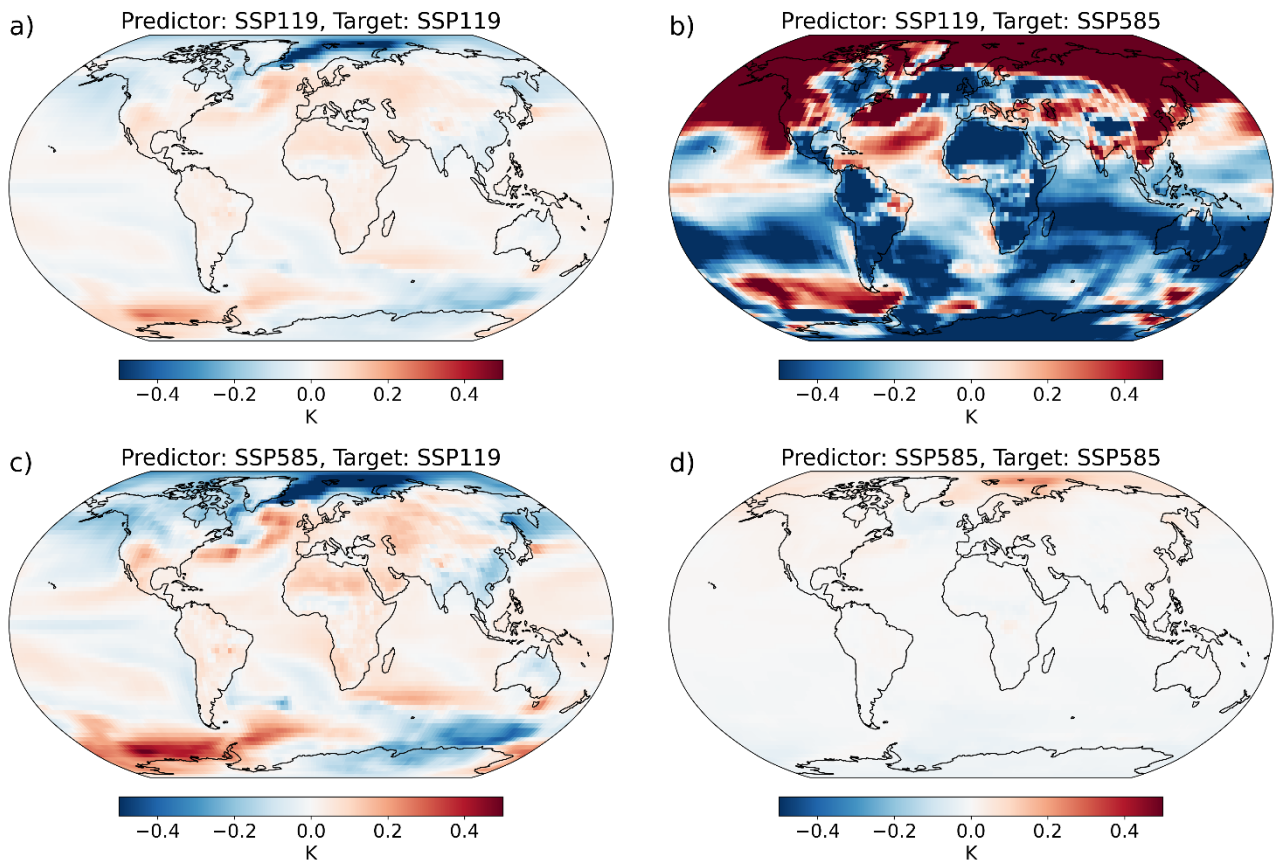 a)
Predictor: SSP119, Target: SSP119
−0.4 −0.2 0.0 0.2 0.4
K
b)
Predictor: SSP119, Target: SSP585
−0.4 −0.2 0.0 0.2 0.4
K
c)
Predictor: SSP585, Target: SSP119
−0.4 −0.2 0.0 0.2 0.4
K
d)
Predictor: SSP585, Target: SSP585
−0.4 −0.2 0.0 0.2 0.4
K